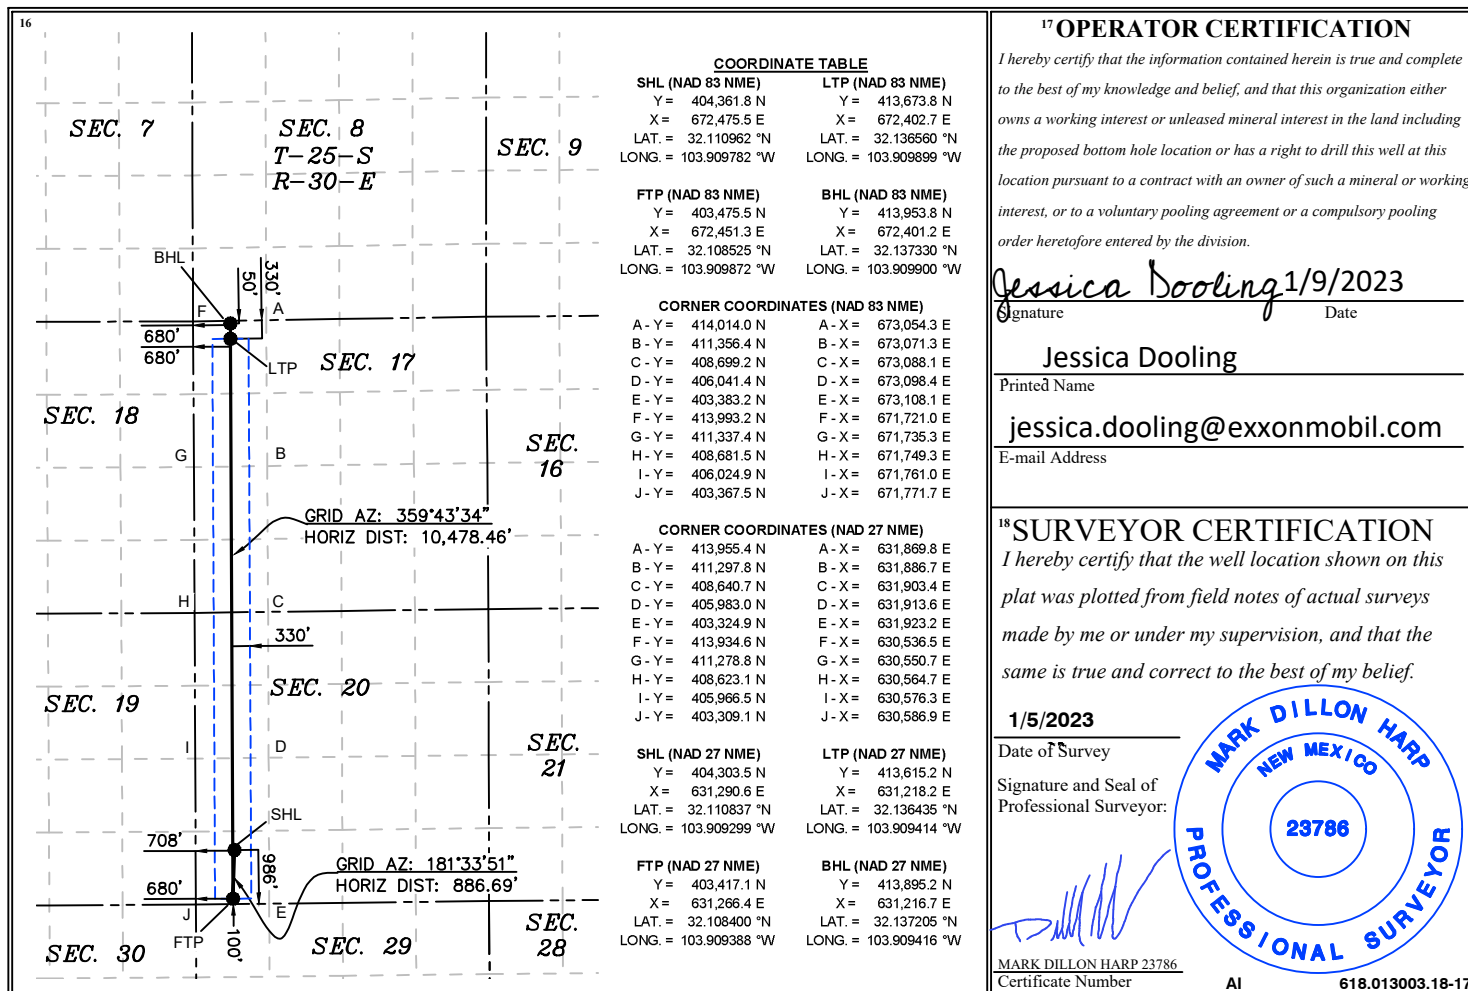 16
SEC. 7
SEC. 8
T-25-S
R-30-E
SEC. 9
BHL
50'
330'
F
A
680'
680'
LTP
SEC. 17
SEC. 18
G
B
SEC.
16
GRID AZ: 359°43'34"
HORIZ DIST: 10,478.46'
H
C
330'
SEC. 19
SEC. 20
I
D
SEC.
21
SHL
708'
986'
GRID AZ: 181°33'51"
HORIZ DIST: 886.69'
680'
J
E
FTP
100'
SEC. 30
SEC. 29
SEC.
28
COORDINATE TABLE
SHL (NAD 83 NME)
Y = 404,361.8 N
X = 672,475.5 E
LAT. = 32.110962 °N
LONG. = 103.909782 °W
LTP (NAD 83 NME)
Y = 413,673.8 N
X = 672,402.7 E
LAT. = 32.136560 °N
LONG. = 103.909899 °W
FTP (NAD 83 NME)
Y = 403,475.5 N
X = 672,451.3 E
LAT. = 32.108525 °N
LONG. = 103.909872 °W
BHL (NAD 83 NME)
Y = 413,953.8 N
X = 672,401.2 E
LAT. = 32.137330 °N
LONG. = 103.909900 °W
CORNER COORDINATES (NAD 83 NME)
A - Y = 414,014.0 N A - X = 673,054.3 E
B - Y = 411,356.4 N B - X = 673,071.3 E
C - Y = 408,699.2 N C - X = 673,088.1 E
D - Y = 406,041.4 N D - X = 673,098.4 E
E - Y = 403,383.2 N E - X = 673,108.1 E
F - Y = 413,993.2 N F - X = 671,721.0 E
G - Y = 411,337.4 N G - X = 671,735.3 E
H - Y = 408,681.5 N H - X = 671,749.3 E
I - Y = 406,024.9 N I - X = 671,761.0 E
J - Y = 403,367.5 N J - X = 671,771.7 E
CORNER COORDINATES (NAD 27 NME)
A - Y = 413,955.4 N A - X = 631,869.8 E
B - Y = 411,297.8 N B - X = 631,886.7 E
C - Y = 408,640.7 N C - X = 631,903.4 E
D - Y = 405,983.0 N D - X = 631,913.6 E
E - Y = 403,324.9 N E - X = 631,923.2 E
F - Y = 413,934.6 N F - X = 630,536.5 E
G - Y = 411,278.8 N G - X = 630,550.7 E
H - Y = 408,623.1 N H - X = 630,564.7 E
I - Y = 405,966.5 N I - X = 630,576.3 E
J - Y = 403,309.1 N J - X = 630,586.9 E
SHL (NAD 27 NME)
Y = 404,303.5 N
X = 631,290.6 E
LAT. = 32.110837 °N
LONG. = 103.909299 °W
LTP (NAD 27 NME)
Y = 413,615.2 N
X = 631,218.2 E
LAT. = 32.136435 °N
LONG. = 103.909414 °W
FTP (NAD 27 NME)
Y = 403,417.1 N
X = 631,266.4 E
LAT. = 32.108400 °N
LONG. = 103.909388 °W
BHL (NAD 27 NME)
Y = 413,895.2 N
X = 631,216.7 E
LAT. = 32.137205 °N
LONG. = 103.909416 °W
17 OPERATOR CERTIFICATION
I hereby certify that the information contained herein is true and complete
to the best of my knowledge and belief, and that this organization either
owns a working interest or unleased mineral interest in the land including
the proposed bottom hole location or has a right to drill this well at this
location pursuant to a contract with an owner of such a mineral or working
interest, or to a voluntary pooling agreement or a compulsory pooling
order heretofore entered by the division.
Jessica Dooling 1/9/2023
Signature Date
Jessica Dooling
Printed Name
jessica.dooling@exxonmobil.com
E-mail Address
18 SURVEYOR CERTIFICATION
I hereby certify that the well location shown on this
plat was plotted from field notes of actual surveys
made by me or under my supervision, and that the
same is true and correct to the best of my belief.
1/5/2023
Date of Survey
Signature and Seal of
Professional Surveyor:
MARK DILLON HARP
NEW MEXICO
23786
PROFESSIONAL SURVEYOR
MARK DILLON HARP 23786
Certificate Number
AI
618.013003.18-17